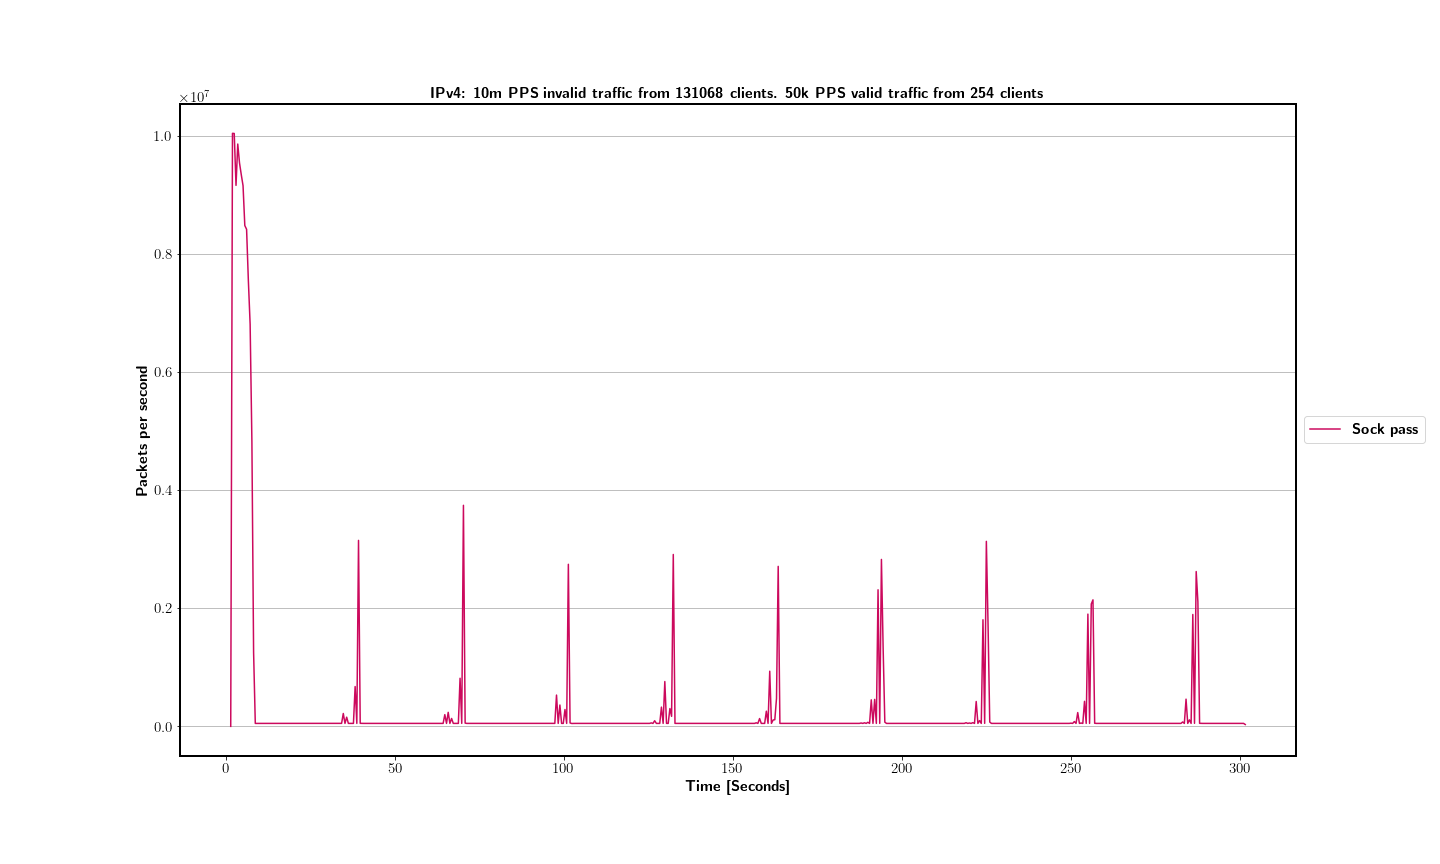 IPv4: 10m PPS invalid traffic from 131068 clients. 50k PPS valid traffic from 254 clients
×10⁷
1.0
0.8
0.6
0.4
0.2
0.0
Packets per second
0 50 100 150 200 250 300
Time [Seconds]
Sock pass